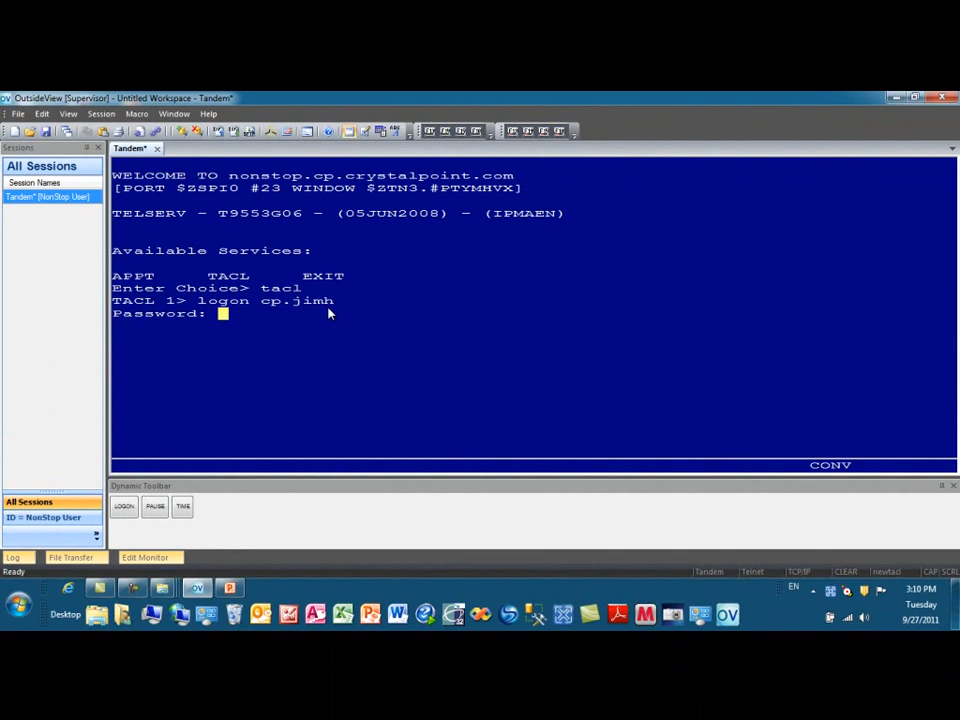 OutsideView [Supervisor] - Untitled Workspace - Tandem*
File Edit View Session Macro Window Help
Sessions
Tandem*
All Sessions
Session Names
Tandem* [NonStop User]
WELCOME TO nonstop.cp.crystalpoint.com
[PORT $ZSPI0 #23 WINDOW $ZTN3.#PTYMHVX]
TELSERV - T9553G06 - (05JUN2008) - (IPMAEN)
Available Services:
APPT TACL EXIT
Enter Choice> tacl
TACL 1> logon cp.jimh
Password:
CONV
Dynamic Toolbar
LOGON PAUSE TIME
All Sessions
ID = NonStop User
Log File Transfer Edit Monitor
Ready
Tandem Telnet TCP/IP CLEAR newtacl CAP SCRL
EN
3:10 PM
Tuesday
9/27/2011
Desktop